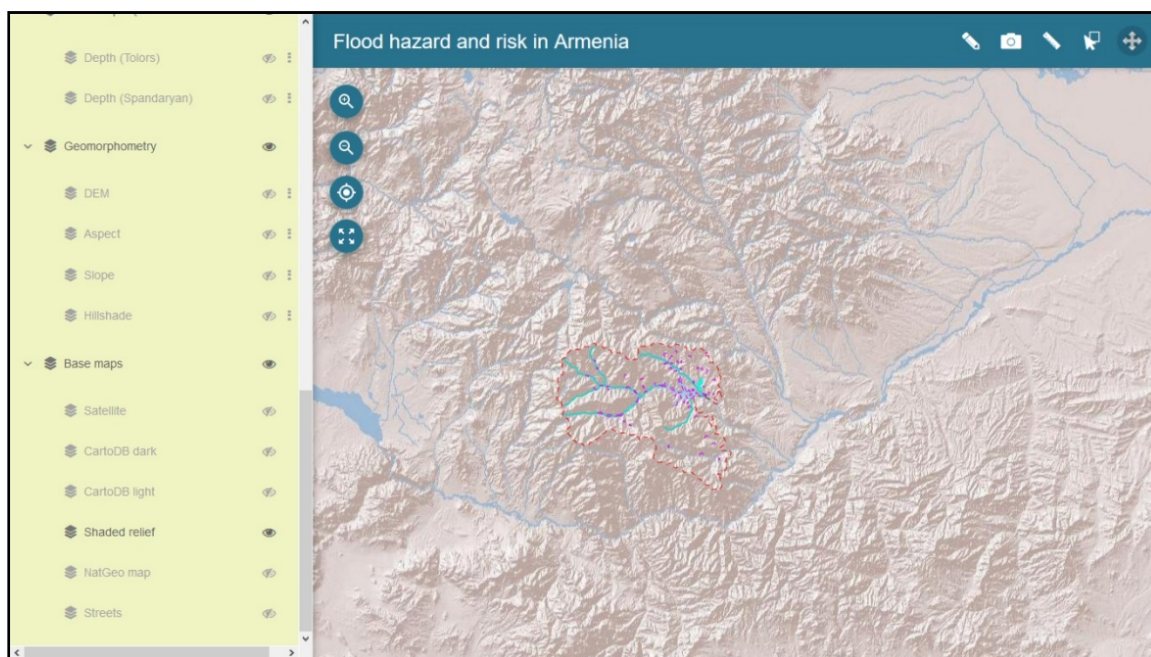 Flood hazard and risk in Armenia
Depth (Tolors)
Depth (Spandaryan)
Geomorphometry
DEM
Aspect
Slope
Hillshade
Base maps
Satellite
CartoDB dark
CartoDB light
Shaded relief
NatGeo map
Streets